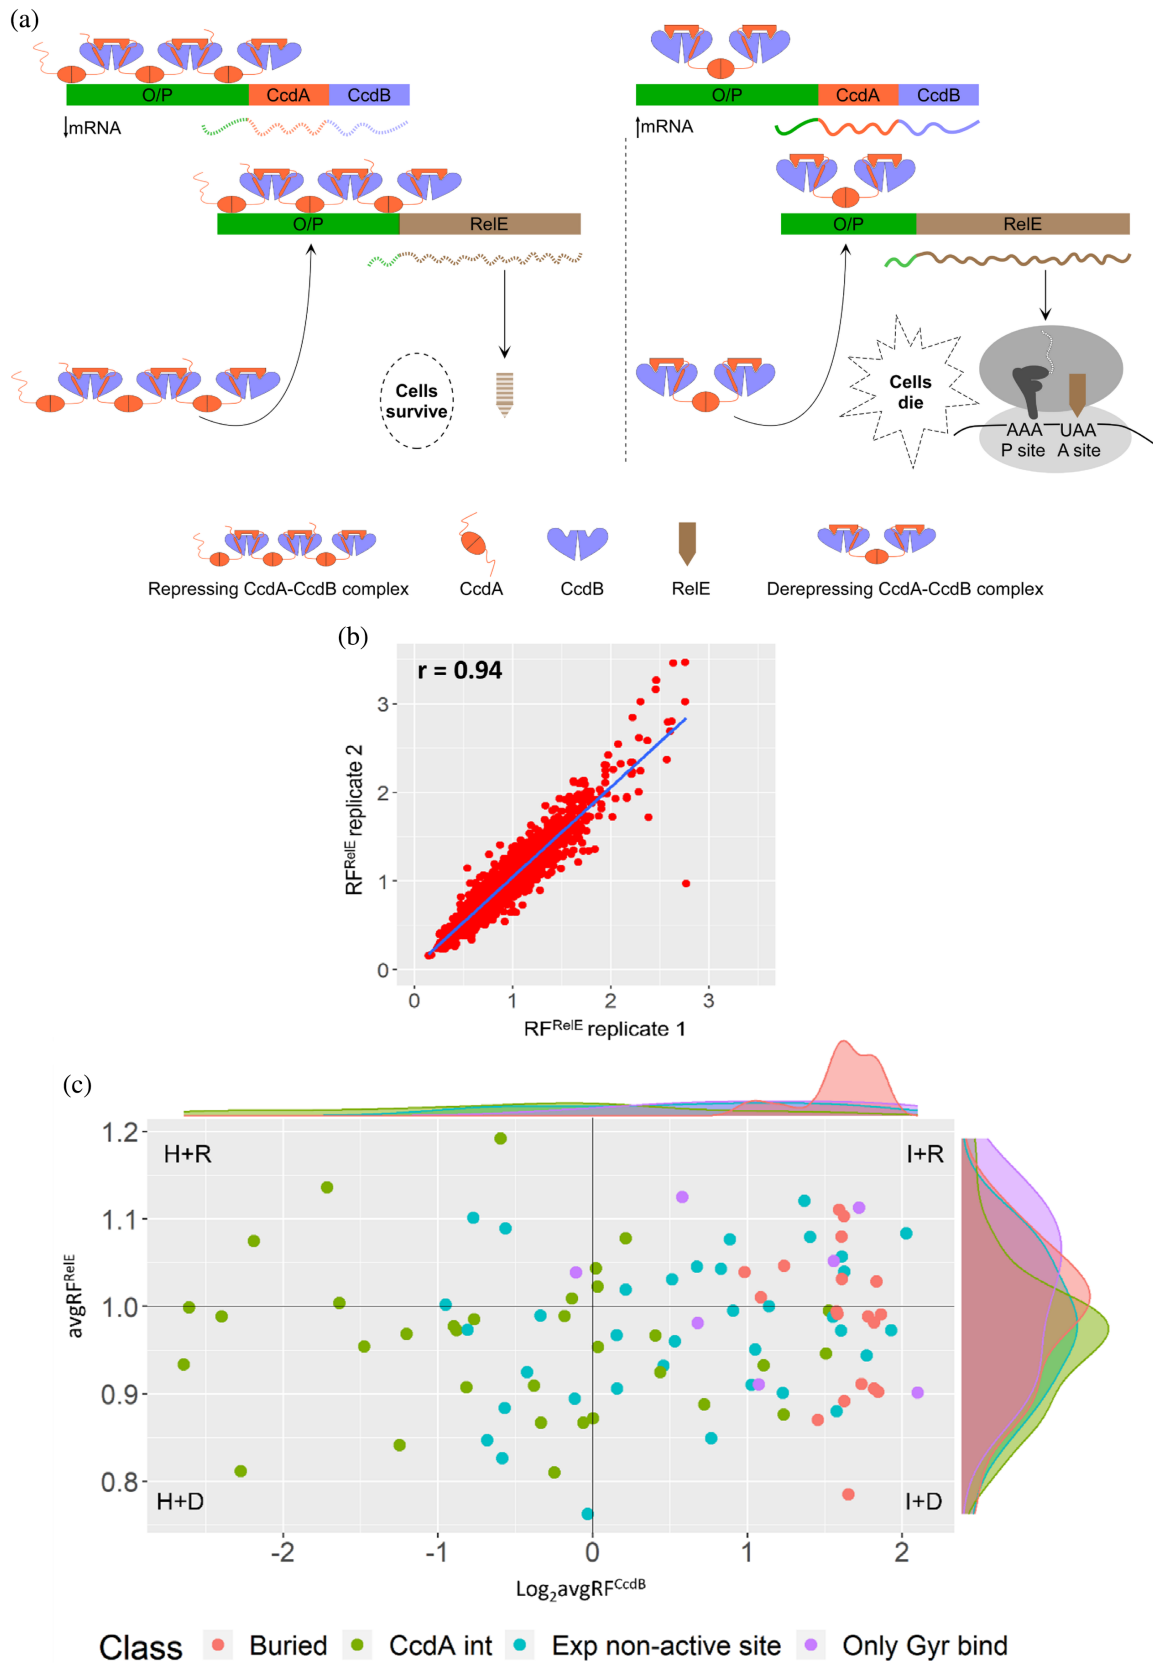 (a)
O/P CcdA CcdB
↓mRNA
O/P RelE
Cells
survive
O/P CcdA CcdB
↑mRNA
O/P RelE
Cells
die
AAA UAA
P site A site
Repressing CcdA-CcdB complex CcdA CcdB RelE Derepressing CcdA-CcdB complex
(b)
r = 0.94
RF^RelE replicate 2
3
2
1
0
0 1 2 3
RF^RelE replicate 1
(c)
H+R I+R
avgRF^RelE
1.2
1.1
1.0
0.9
0.8
H+D I+D
-2 -1 0 1 2
Log₂avgRF^CcdB
Class Buried CcdA int Exp non-active site Only Gyr bind